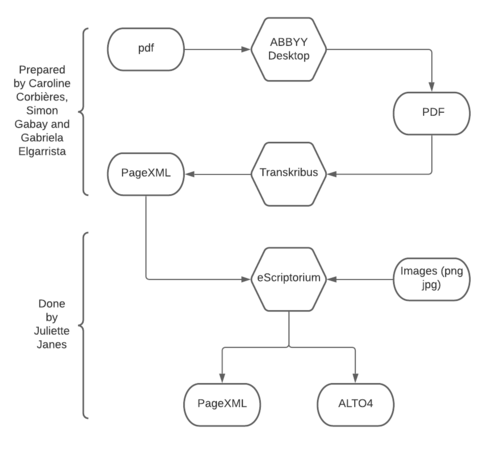 pdf
ABBYY
Desktop
Prepared
by Caroline
Corbières,
Simon
Gabay and
Gabriela
Elgarrista
PDF
PageXML
Transkribus
eScriptorium
Images (png
jpg)
Done
by
Juliette
Janes
PageXML
ALTO4